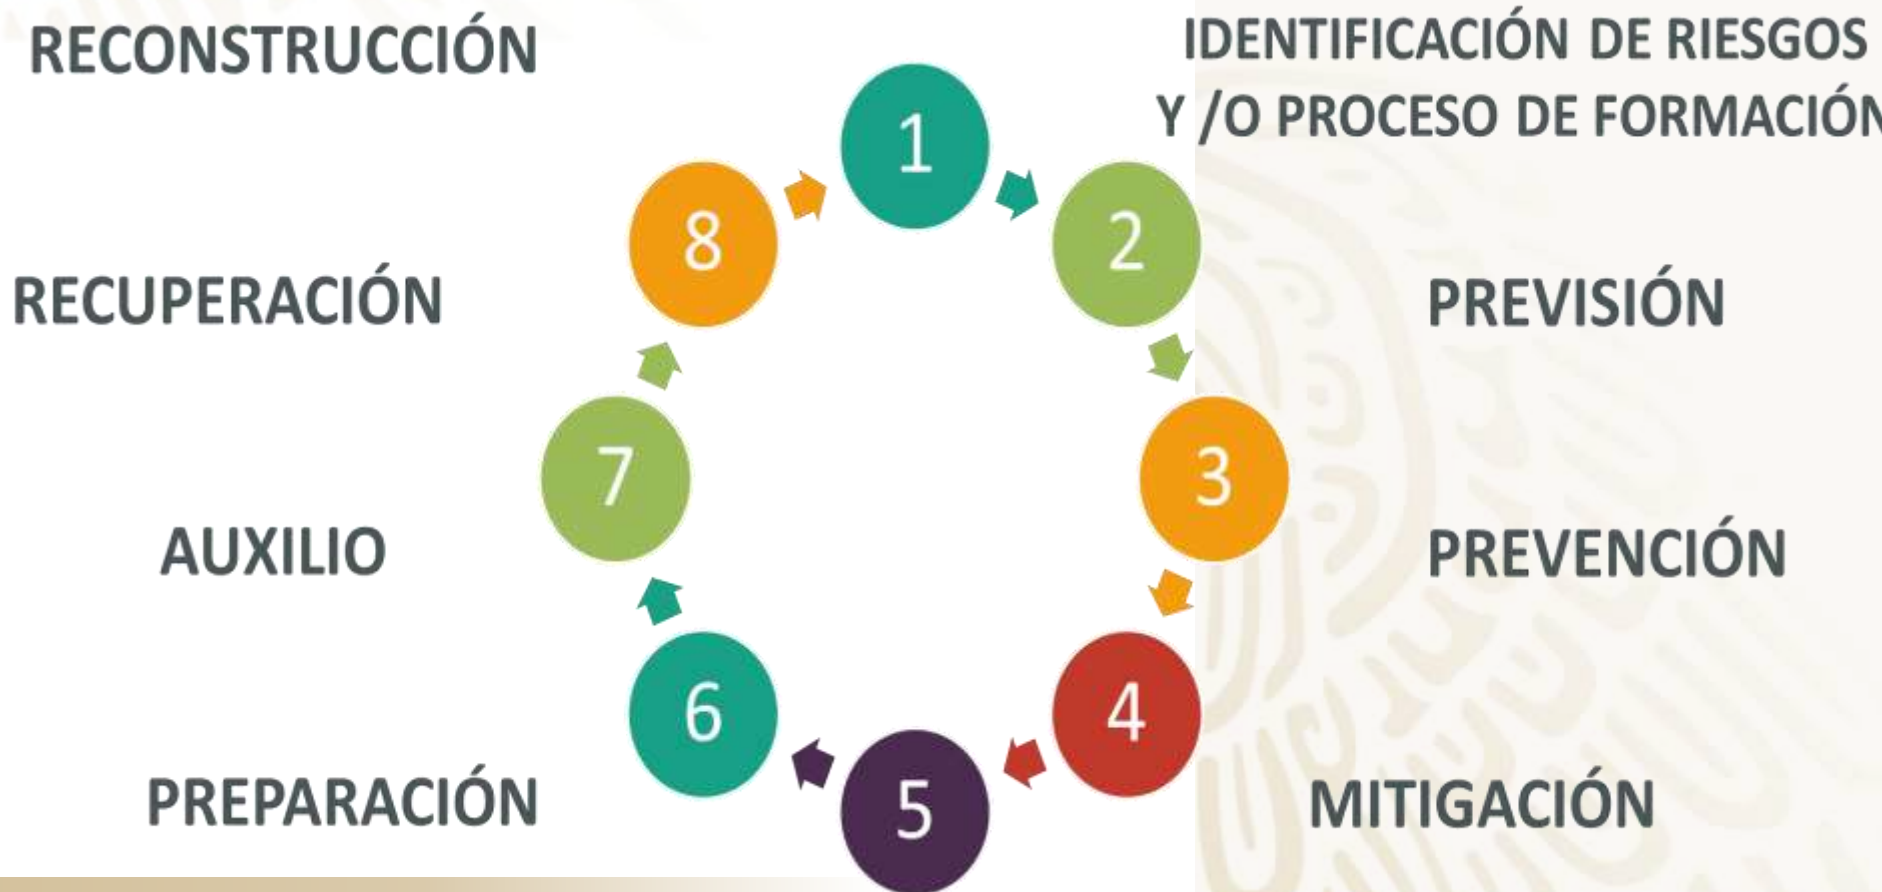 RECONSTRUCCIÓN
IDENTIFICACIÓN DE RIESGOS
Y /O PROCESO DE FORMACIÓN
1
8
2
RECUPERACIÓN
PREVISIÓN
7
3
AUXILIO
PREVENCIÓN
6
4
PREPARACIÓN
5
MITIGACIÓN